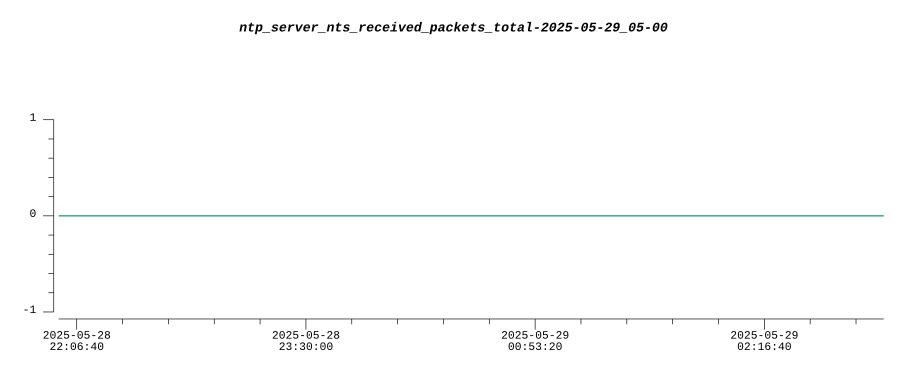 ntp_server_nts_received_packets_total-2025-05-29_05-00
1
0
-1
2025-05-28 2025-05-28 2025-05-29 2025-05-29
22:06:40 23:30:00 00:53:20 02:16:40